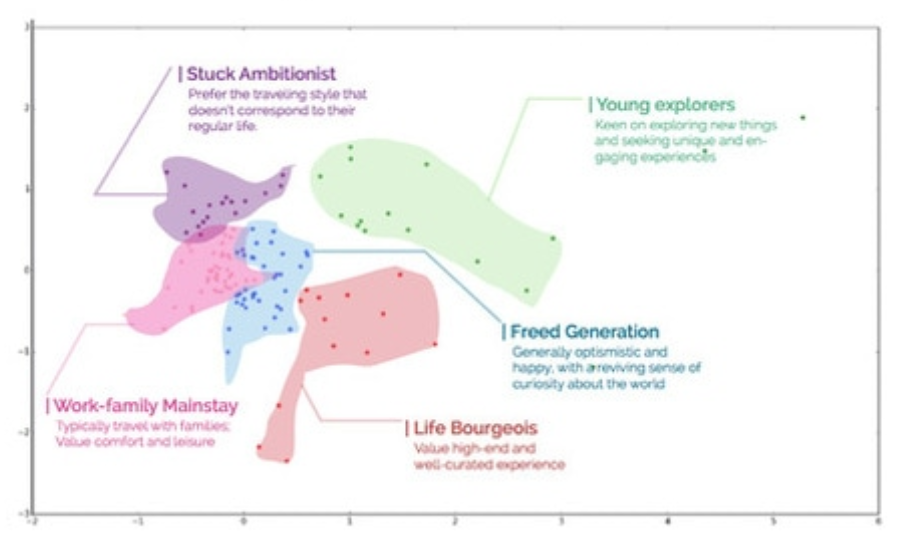 3
| Stuck Ambitionist
Prefer the traveling style that
doesn't correspond to their
regular life.
| Young explorers
Keen on exploring new things
and seeking unique and en-
gaging experiences
2
1
0
| Freed Generation
Generally optismistic and
happy, with a reviving sense of
curiosity about the world
-1
| Work-family Mainstay
Typically travel with families;
Value comfort and leisure
| Life Bourgeois
Value high-end and
well-curated experience
-2
-3
-2 -1 0 1 2 3 4 5 6